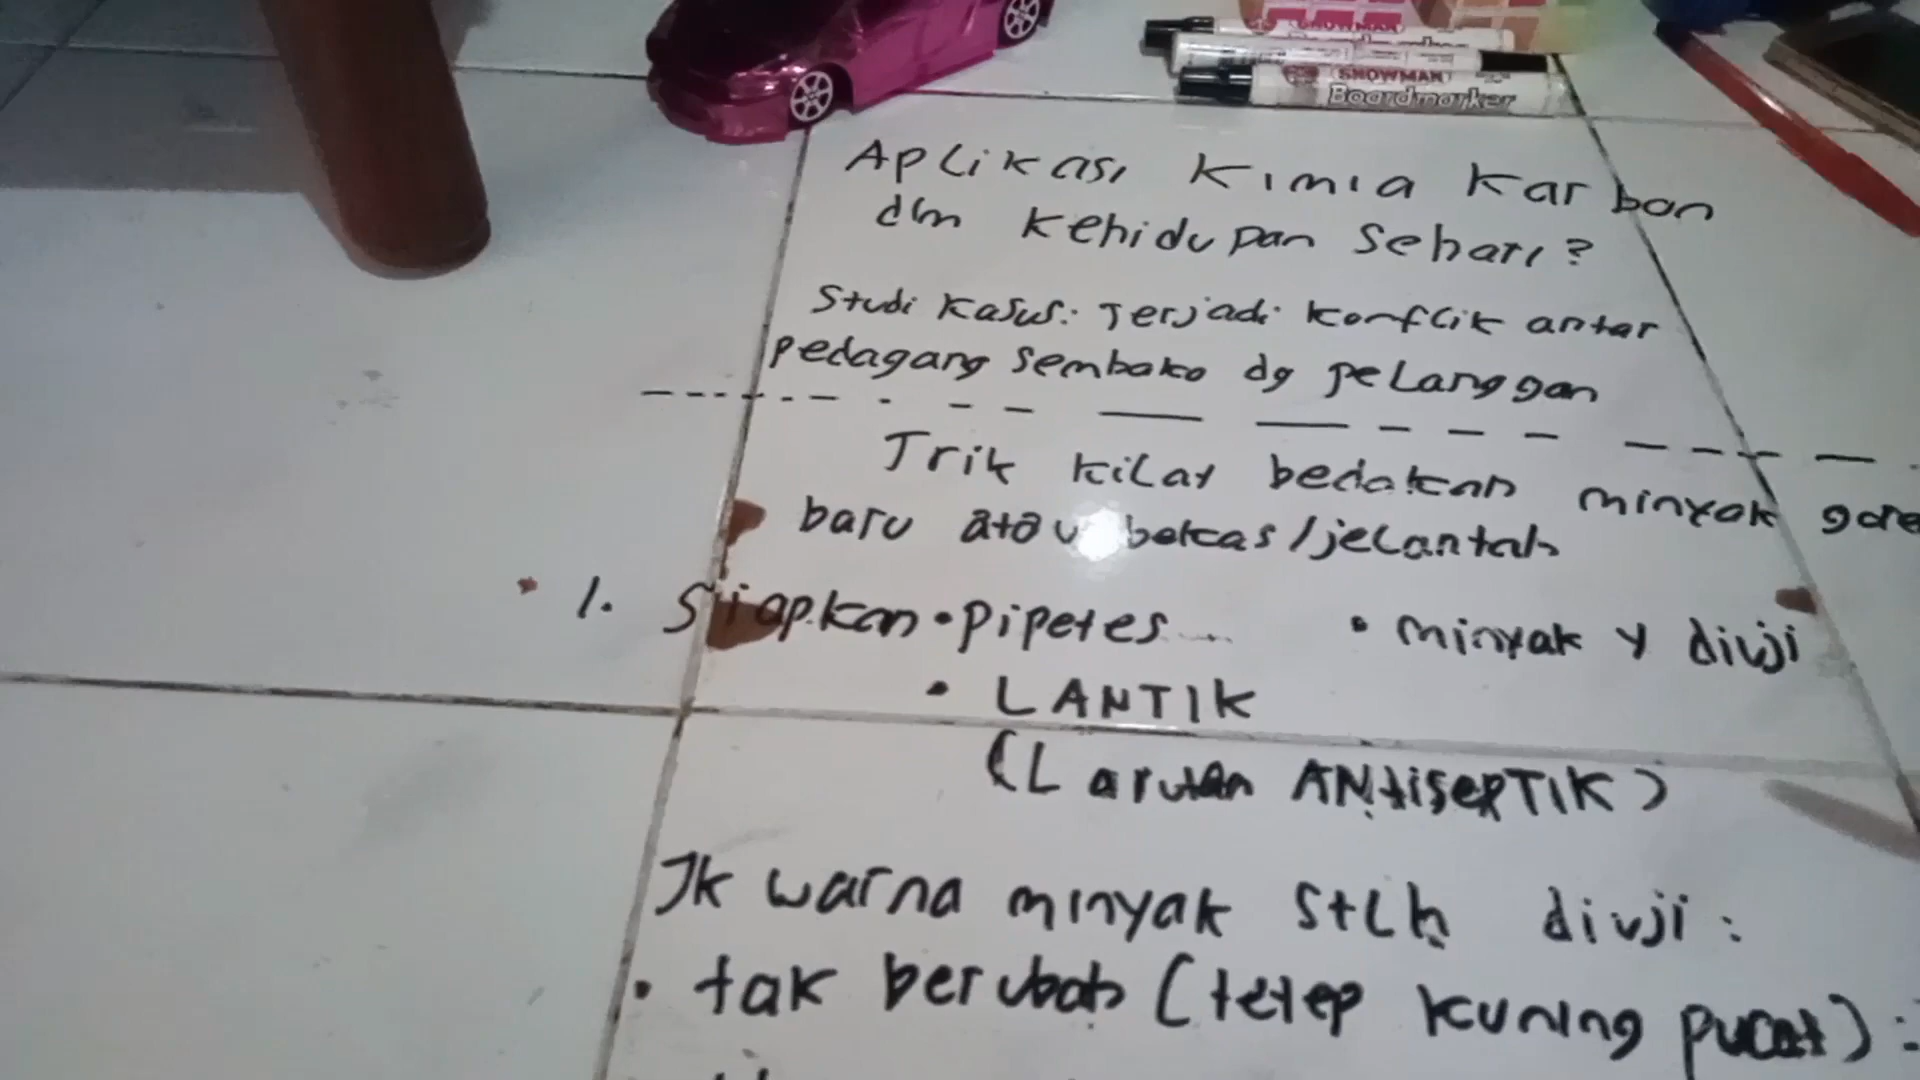 SNOWMAN
SNOWMAN
Boardmarker
Aplikasi Kimia Karbon
dlm Kehidupan Sehari?
Studi Kasus: Terjadi konflik antar
pedagang sembako dg pelanggan
Trik kilat bedakan minyak gore
baru atau bekas/jelantah
1. Siiapkan • pipetes... • minyak y diuji
• LANTIK
(Larutan ANtisepTIK)
Jk warna minyak stlh diuji:
• tak berubah (tetep kuning pucat):